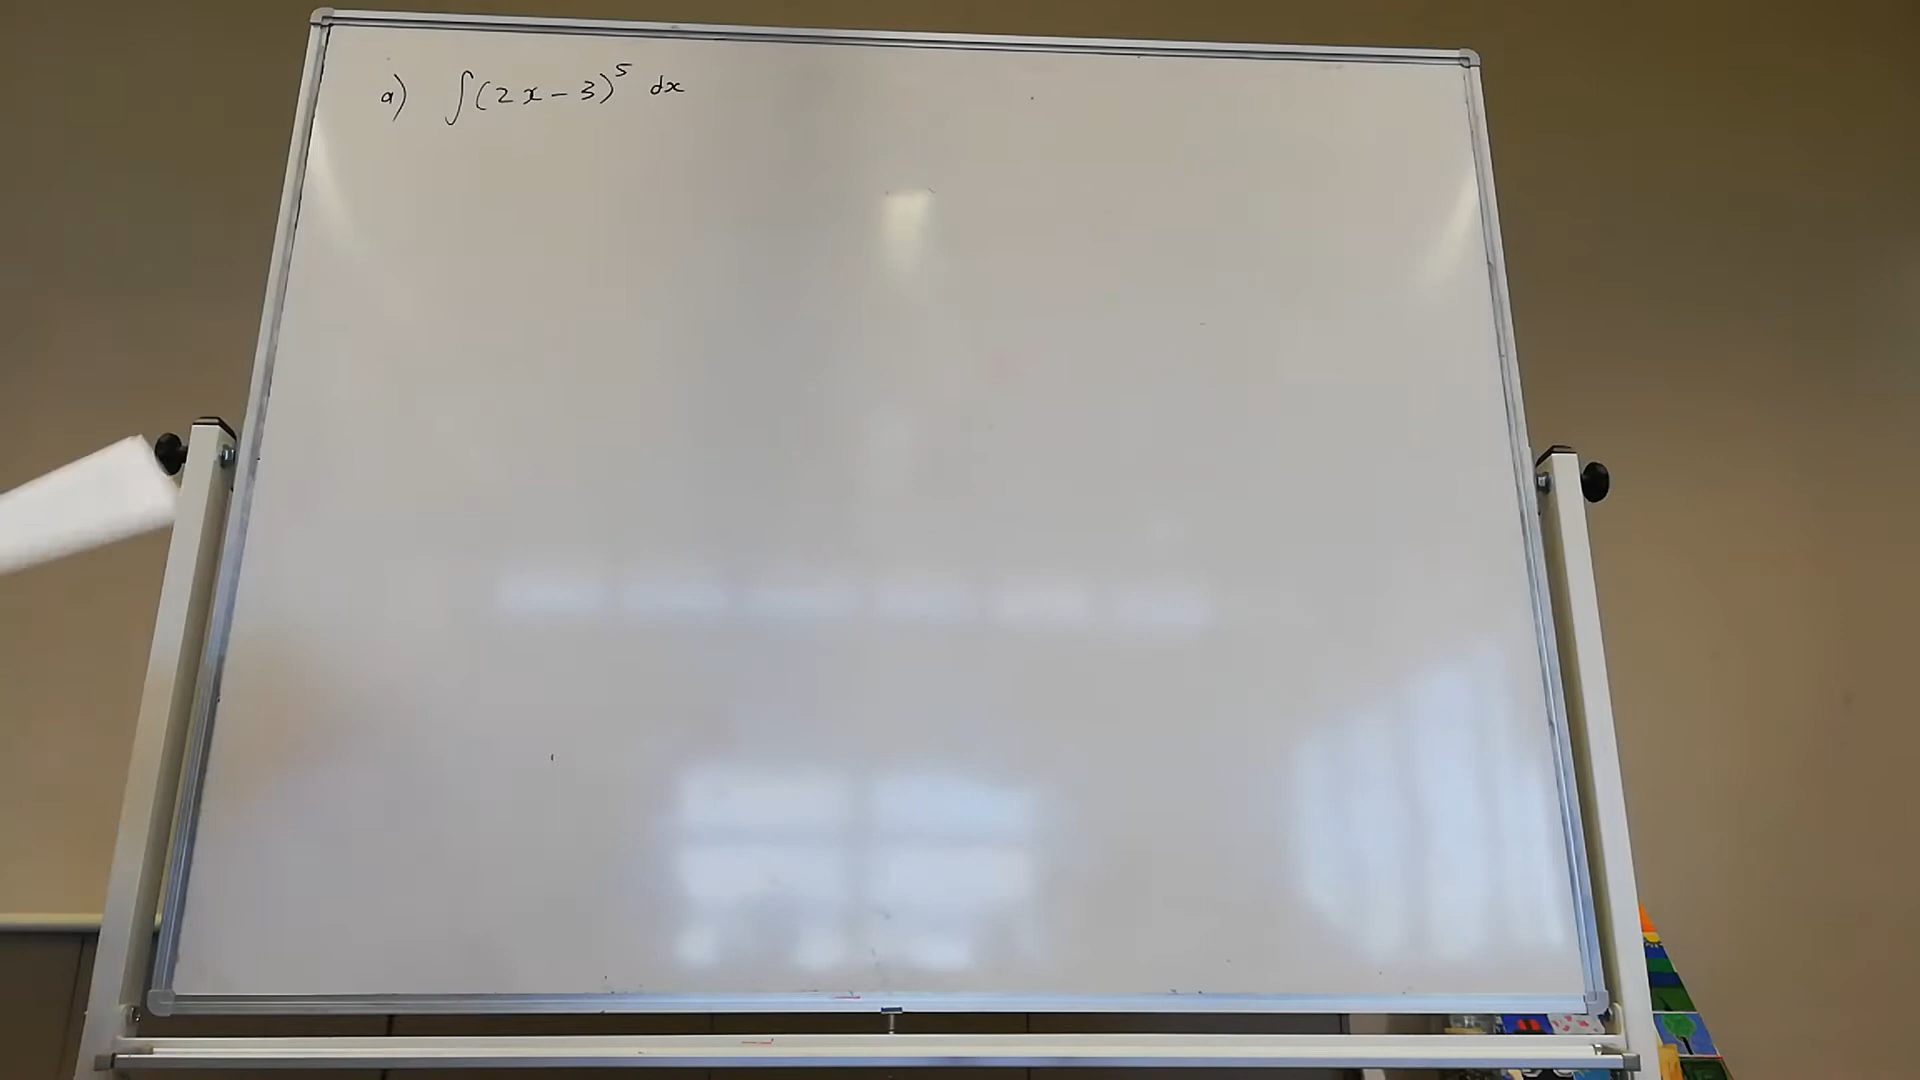 a) ∫(2x-3)⁵ dx